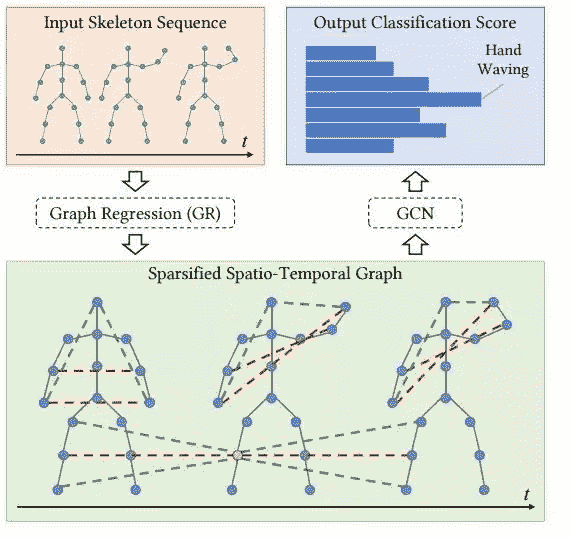 Input Skeleton Sequence
t
Graph Regression (GR)
Output Classification Score
Hand
Waving
GCN
Sparsified Spatio-Temporal Graph
t